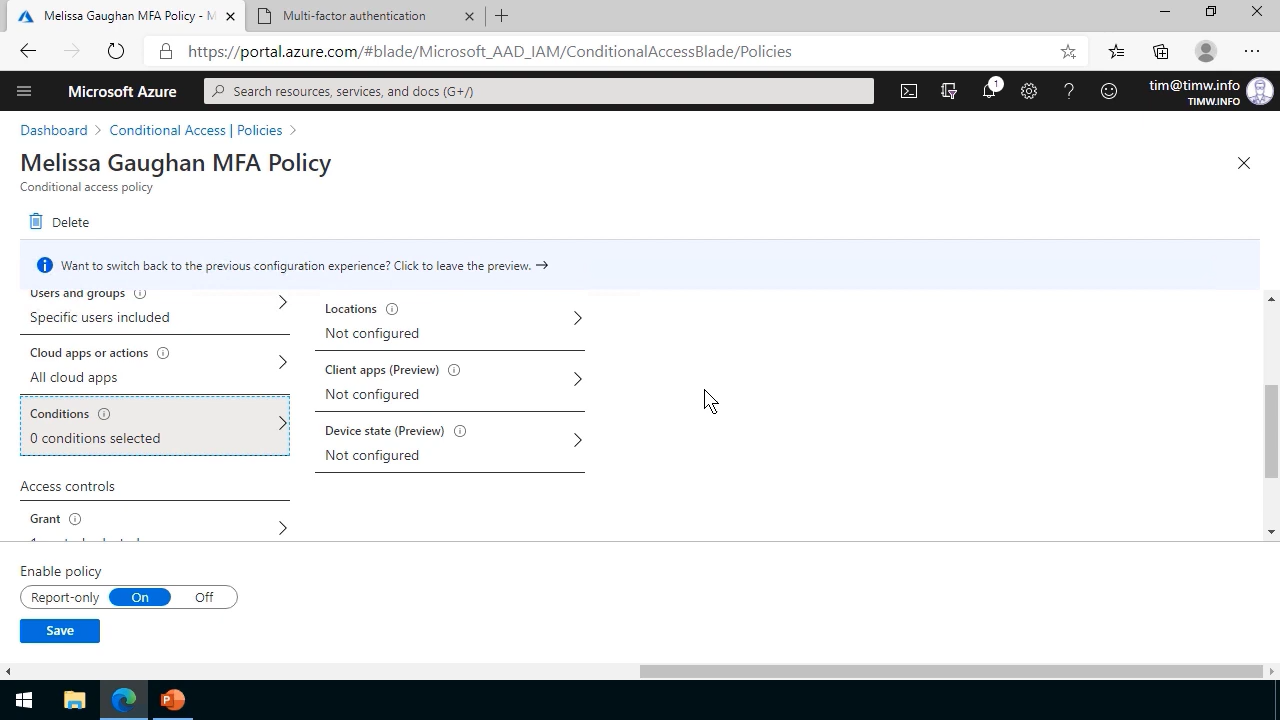 Melissa Gaughan MFA Policy - M
Multi-factor authentication
https://portal.azure.com/#blade/Microsoft_AAD_IAM/ConditionalAccessBlade/Policies
Microsoft Azure
Search resources, services, and docs (G+/)
1
tim@timw.info
TIMW.INFO
Dashboard > Conditional Access | Policies >
Melissa Gaughan MFA Policy
Conditional access policy
Delete
Want to switch back to the previous configuration experience? Click to leave the preview. →
Users and groups
Specific users included
Cloud apps or actions
All cloud apps
Conditions
0 conditions selected
Access controls
Grant
Locations
Not configured
Client apps (Preview)
Not configured
Device state (Preview)
Not configured
Enable policy
Report-only On Off
Save